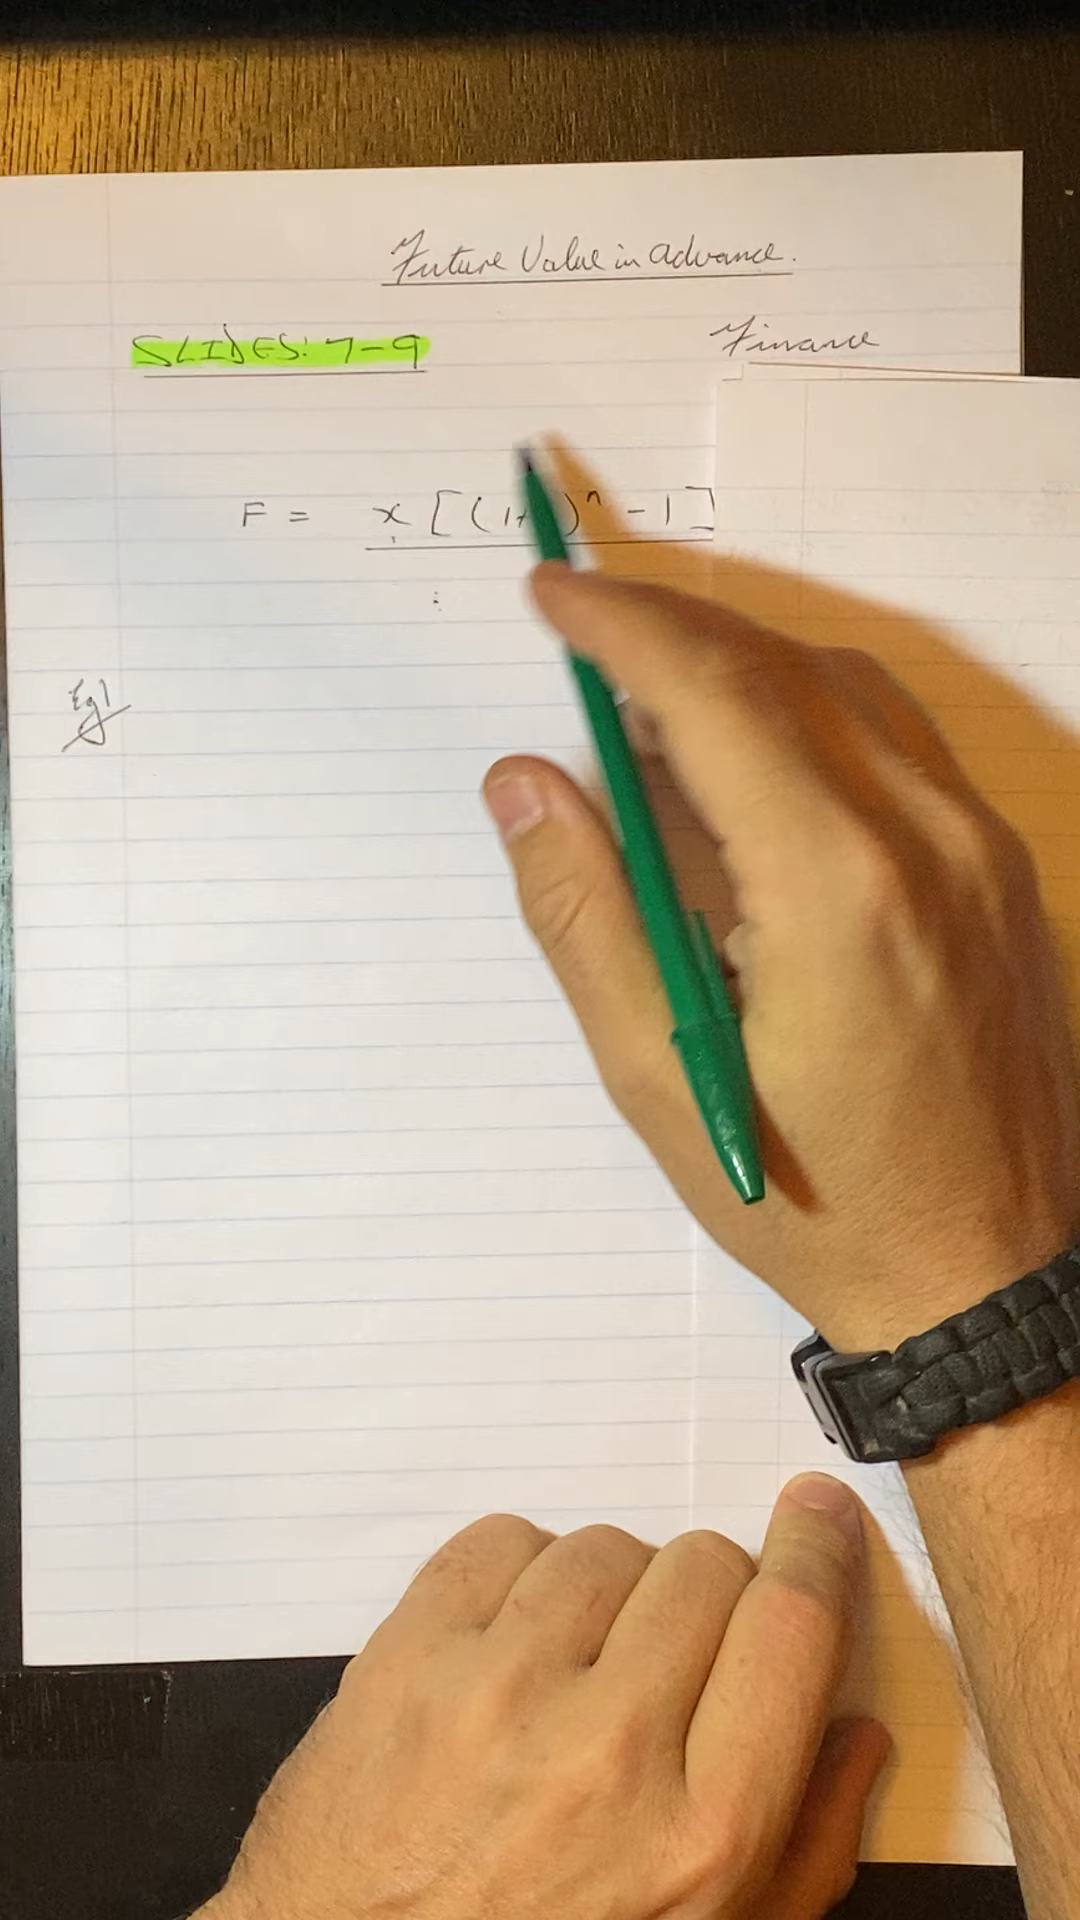 Future Value in advance.
SLIDES: 7-9
Finance
F = x [(1+ )ⁿ - 1]
i
Eg1